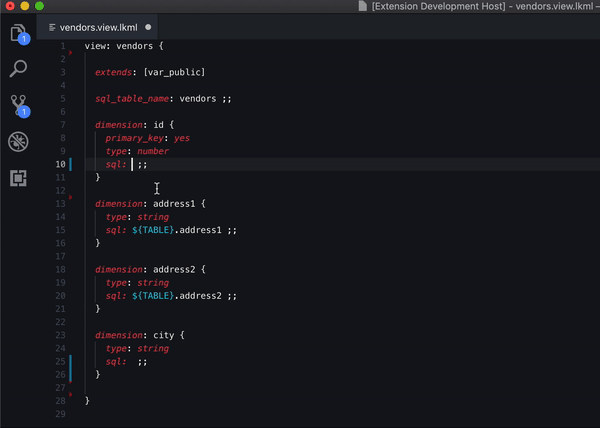 [Extension Development Host] - vendors.view.lkml
vendors.view.lkml
1 view: vendors {
2
3 extends: [var_public]
4
5 sql_table_name: vendors ;;
6
7 dimension: id {
8 primary_key: yes
9 type: number
10 sql: ;;
11 }
12
13 dimension: address1 {
14 type: string
15 sql: ${TABLE}.address1 ;;
16 }
17
18 dimension: address2 {
19 type: string
20 sql: ${TABLE}.address2 ;;
21 }
22
23 dimension: city {
24 type: string
25 sql: ;;
26 }
27
28 }
29
1
1